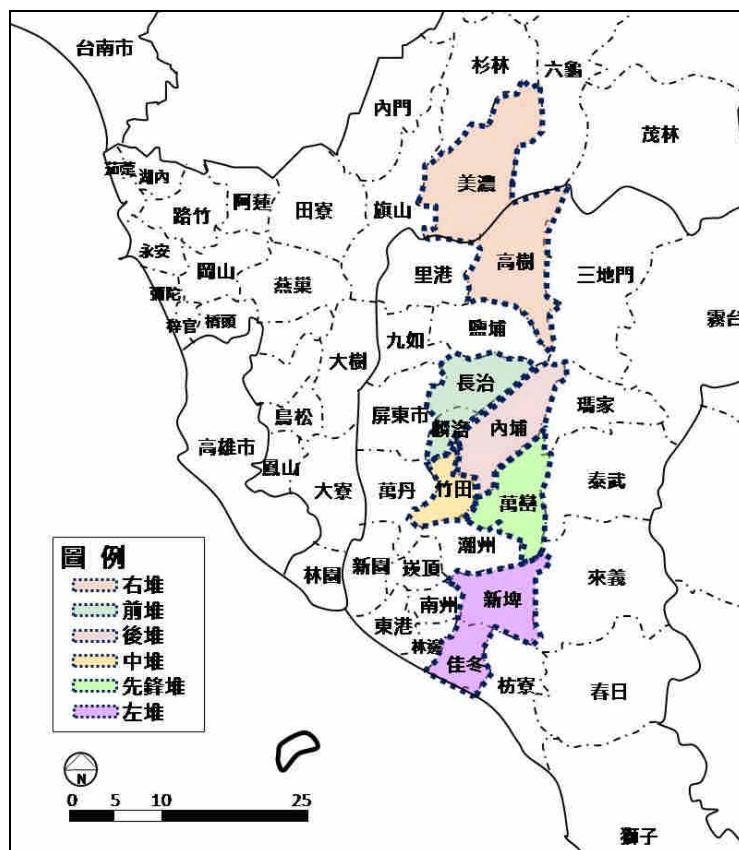 台南市
杉林
六龜
內門
茂林
茄萣
湖內
美濃
路竹
阿蓮
田寮
旗山
永安
岡山
燕巢
里港
高樹
三地門
彌陀
梓官
橋頭
九如
鹽埔
霧台
大樹
長治
鳥松
屏東市
麟洛
內埔
瑪家
高雄市
鳳山
大寮
萬丹
竹田
萬巒
泰武
潮州
林園
新園
崁頂
來義
南州
新埤
東港
林邊
佳冬
枋寮
春日
獅子
圖例
右堆
前堆
後堆
中堆
先鋒堆
左堆
N
0 5 10 25